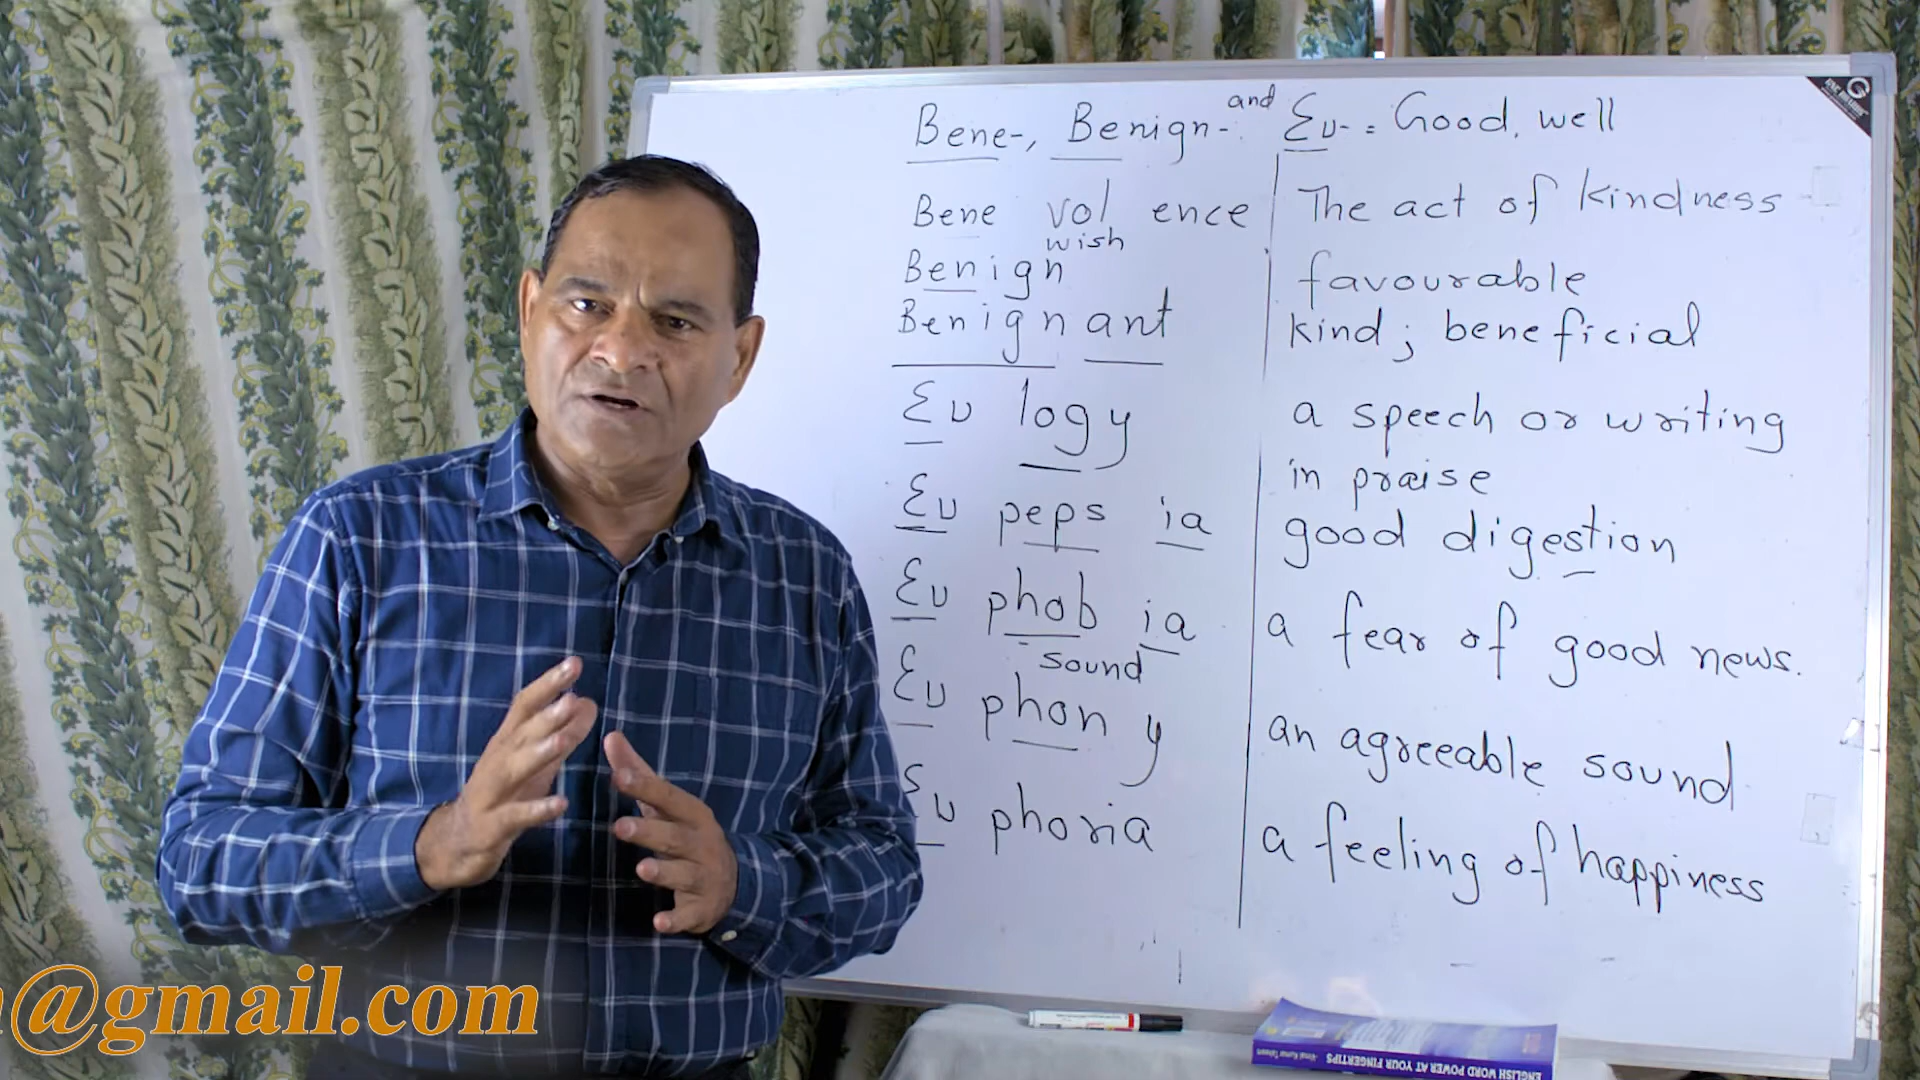 Bene-, Benign- and Eu- = Good, well
Bene vol ence The act of kindness
wish
Benign favourable
Benignant kind; beneficial
Eu logy a speech or writing
in praise
Eu peps ia good digestion
Eu phob ia a fear of good news.
sound
Eu phon y an agreeable sound
Eu phoria a feeling of happiness
@gmail.com
ENGLISH WORD POWER AT YOUR FINGERTIPS